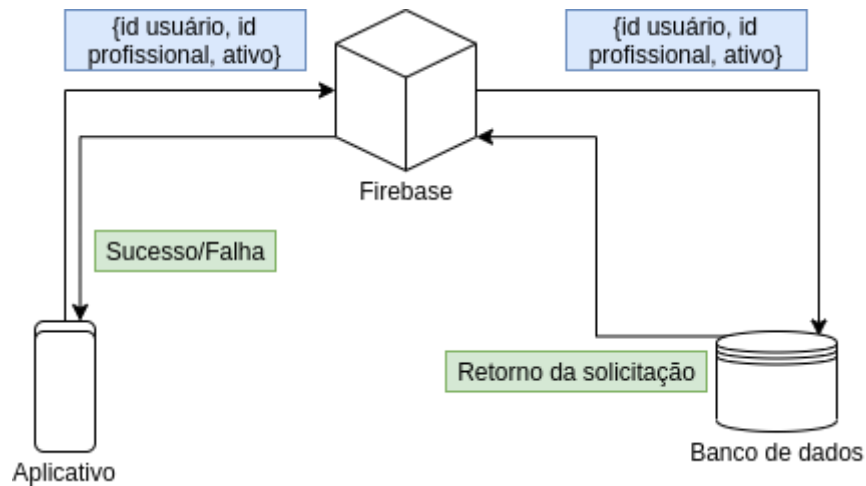 {id usuário, id
profissional, ativo}
{id usuário, id
profissional, ativo}
Firebase
Sucesso/Falha
Retorno da solicitação
Banco de dados
Aplicativo